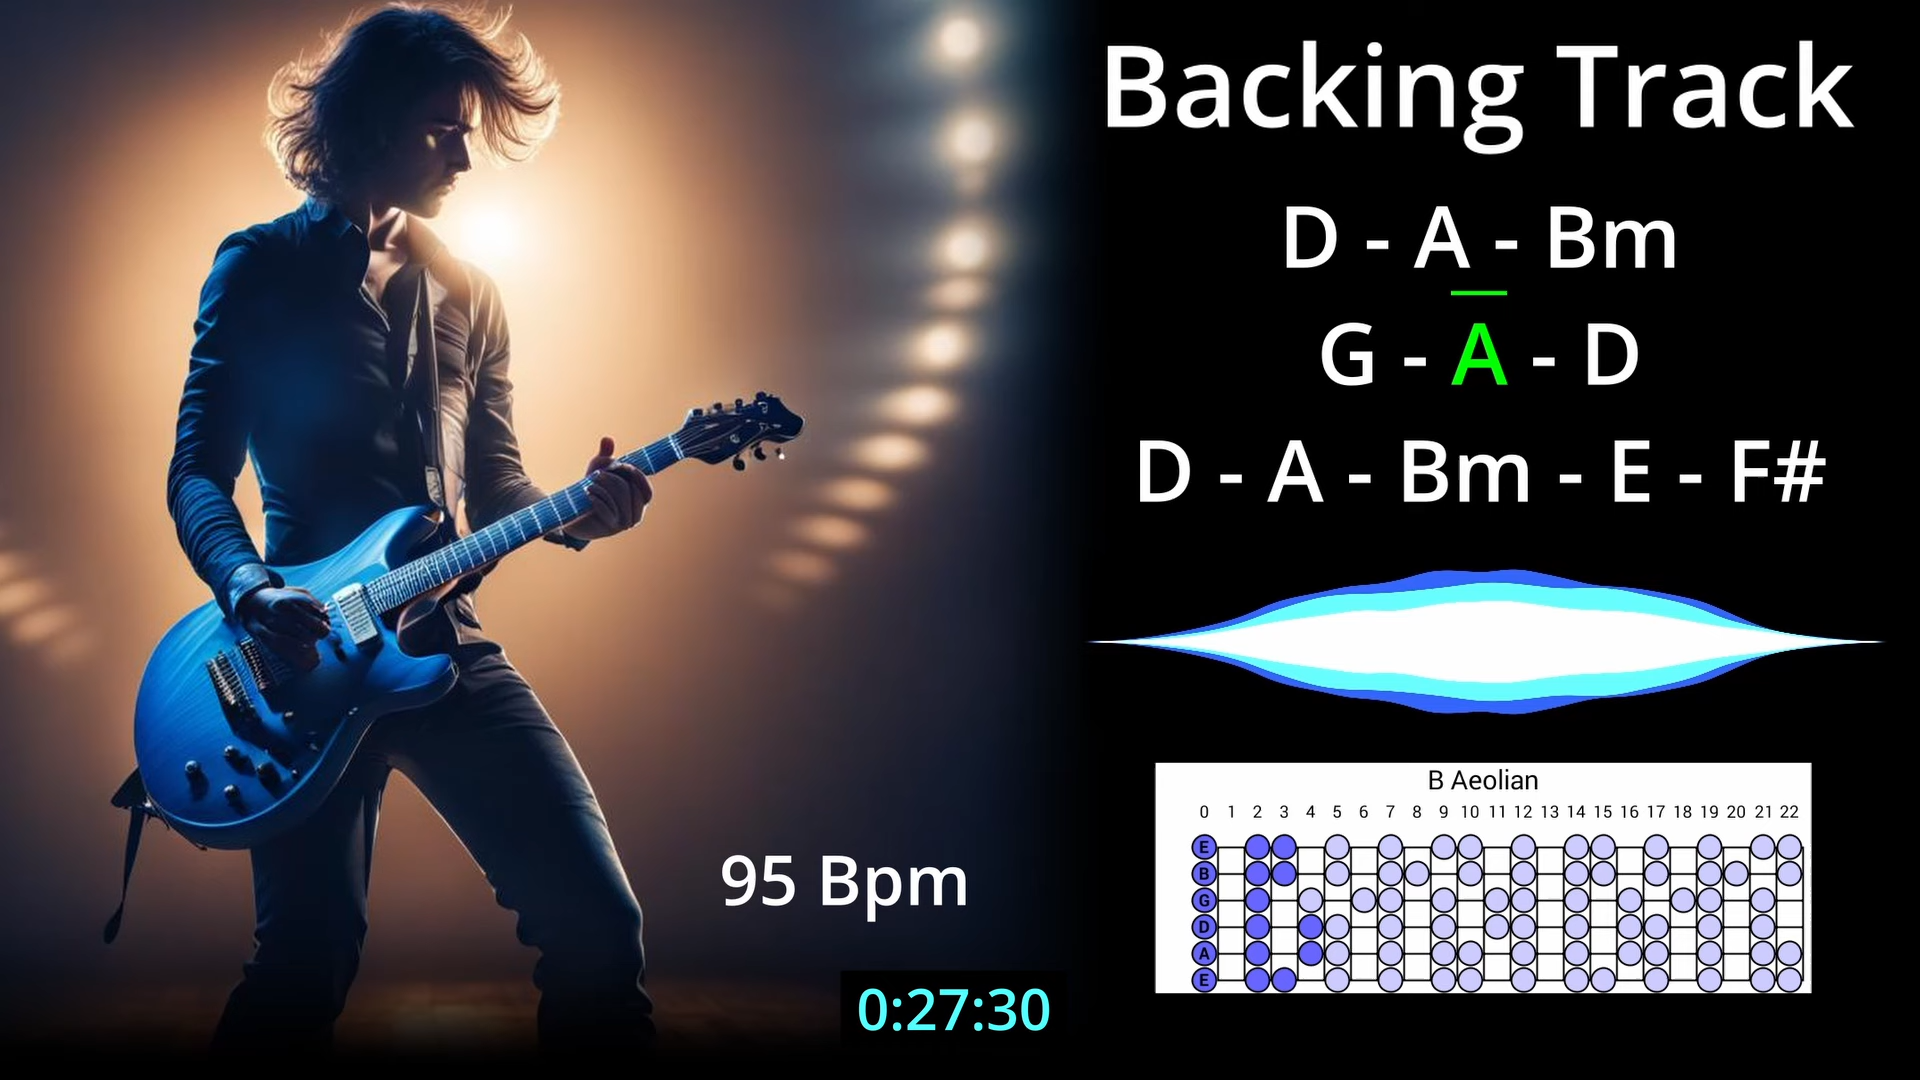 Backing Track
D - A - Bm
G - A - D
D - A - Bm - E - F#
B Aeolian
0 1 2 3 4 5 6 7 8 9 10 11 12 13 14 15 16 17 18 19 20 21 22
E
B
G
D
A
E
95 Bpm
0:27:30